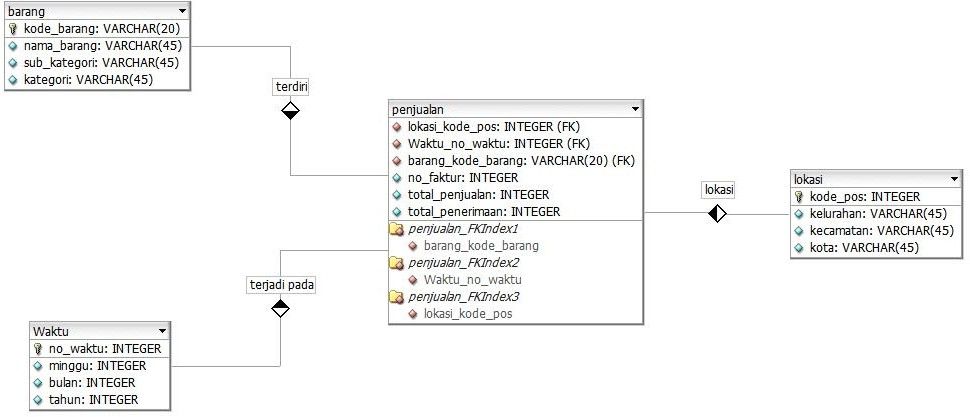 barang
kode_barang: VARCHAR(20)
nama_barang: VARCHAR(45)
sub_kategori: VARCHAR(45)
kategori: VARCHAR(45)
terdiri
penjualan
lokasi_kode_pos: INTEGER (FK)
Waktu_no_waktu: INTEGER (FK)
barang_kode_barang: VARCHAR(20) (FK)
no_faktur: INTEGER
total_penjualan: INTEGER
total_penerimaan: INTEGER
penjualan_FKIndex1
barang_kode_barang
penjualan_FKIndex2
Waktu_no_waktu
penjualan_FKIndex3
lokasi_kode_pos
lokasi
lokasi
kode_pos: INTEGER
kelurahan: VARCHAR(45)
kecamatan: VARCHAR(45)
kota: VARCHAR(45)
terjadi pada
Waktu
no_waktu: INTEGER
minggu: INTEGER
bulan: INTEGER
tahun: INTEGER